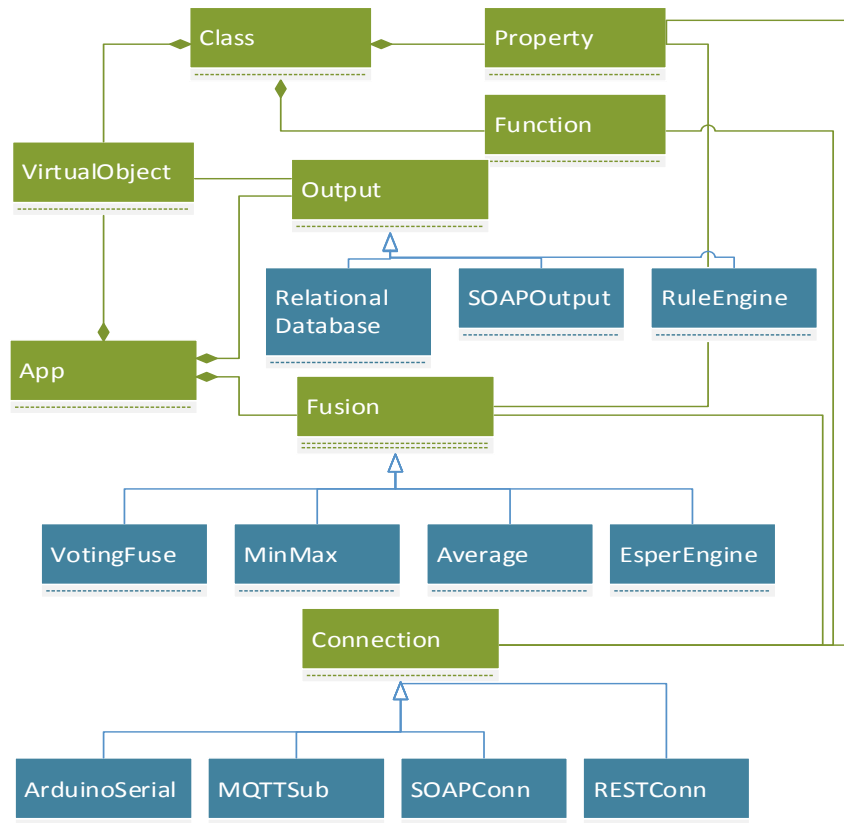 Class
Property
Function
VirtualObject
Output
Relational
Database
SOAPOutput
RuleEngine
App
Fusion
VotingFuse
MinMax
Average
EsperEngine
Connection
ArduinoSerial
MQTTSub
SOAPConn
RESTConn